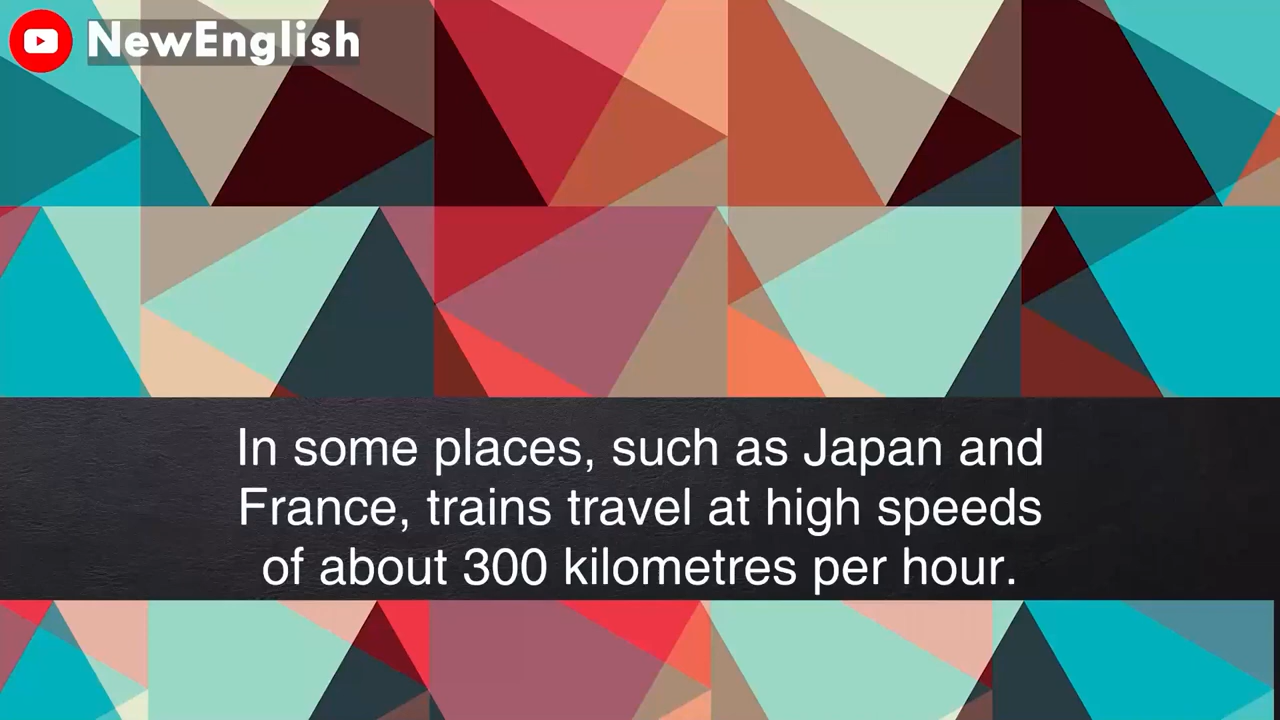 NewEnglish
In some places, such as Japan and
France, trains travel at high speeds
of about 300 kilometres per hour.